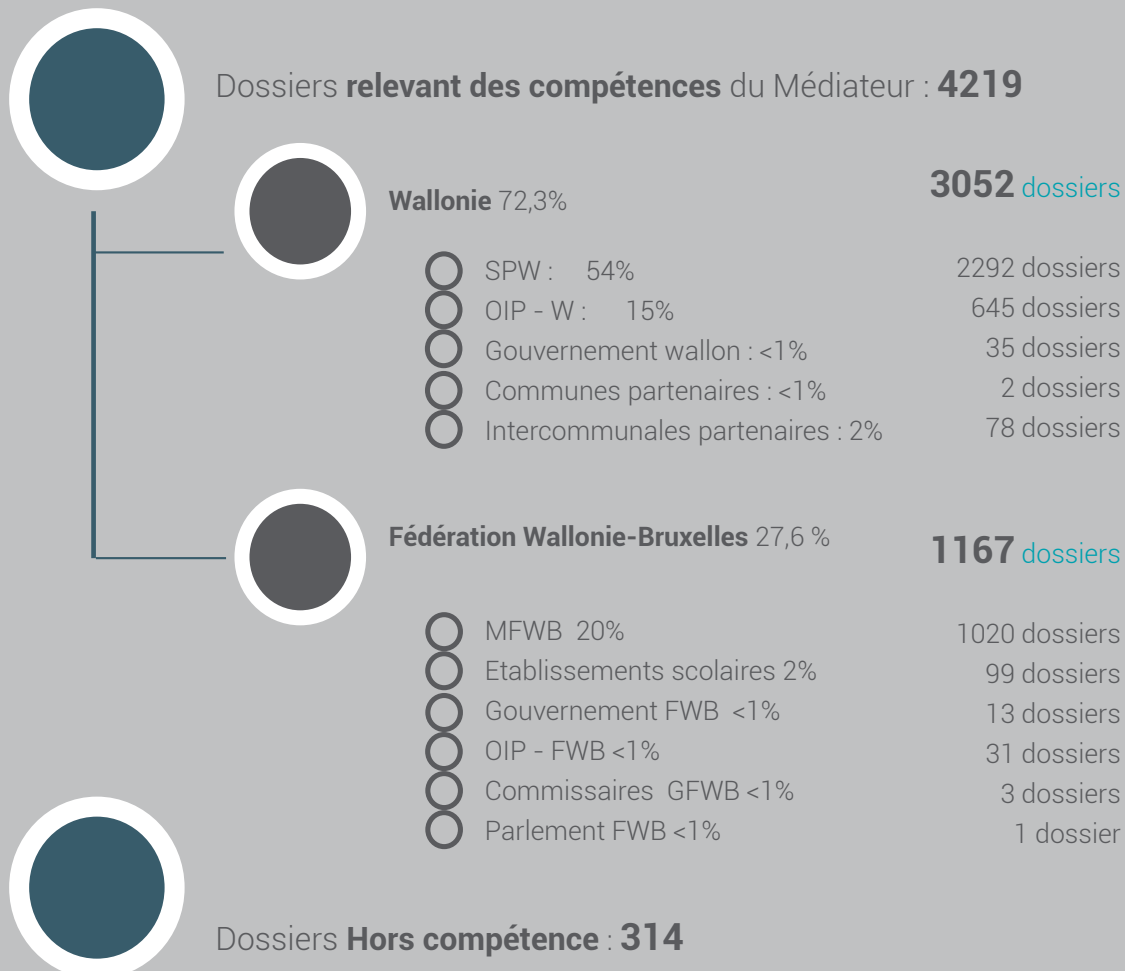 Dossiers relevant des compétences du Médiateur : 4219
Wallonie 72,3% 3052 dossiers
SPW : 54% 2292 dossiers
OIP - W : 15% 645 dossiers
Gouvernement wallon : <1% 35 dossiers
Communes partenaires : <1% 2 dossiers
Intercommunales partenaires : 2% 78 dossiers
Fédération Wallonie-Bruxelles 27,6 % 1167 dossiers
MFWB 20% 1020 dossiers
Etablissements scolaires 2% 99 dossiers
Gouvernement FWB <1% 13 dossiers
OIP - FWB <1% 31 dossiers
Commissaires GFWB <1% 3 dossiers
Parlement FWB <1% 1 dossier
Dossiers Hors compétence : 314